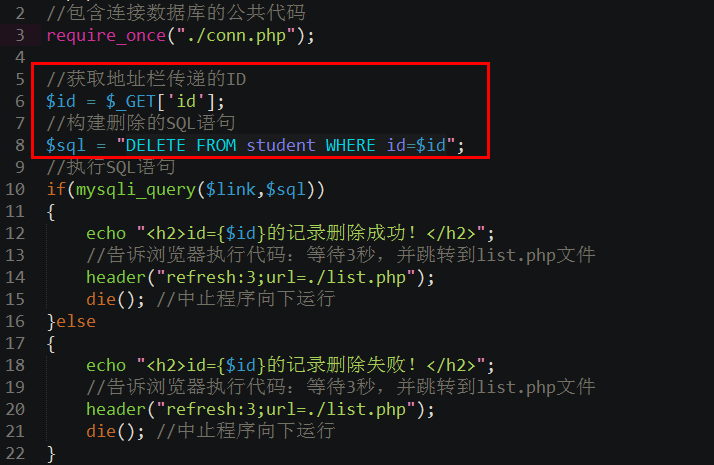 2 //包含连接数据库的公共代码
3 require_once("./conn.php");
4
5 //获取地址栏传递的ID
6 $id = $_GET['id'];
7 //构建删除的SQL语句
8 $sql = "DELETE FROM student WHERE id=$id";
9 //执行SQL语句
10 if(mysqli_query($link,$sql))
11 {
12 echo "<h2>id={$id}的记录删除成功！</h2>";
13 //告诉浏览器执行代码：等待3秒，并跳转到list.php文件
14 header("refresh:3;url=./list.php");
15 die(); //中止程序向下运行
16 }else
17 {
18 echo "<h2>id={$id}的记录删除失败！</h2>";
19 //告诉浏览器执行代码：等待3秒，并跳转到list.php文件
20 header("refresh:3;url=./list.php");
21 die(); //中止程序向下运行
22 }